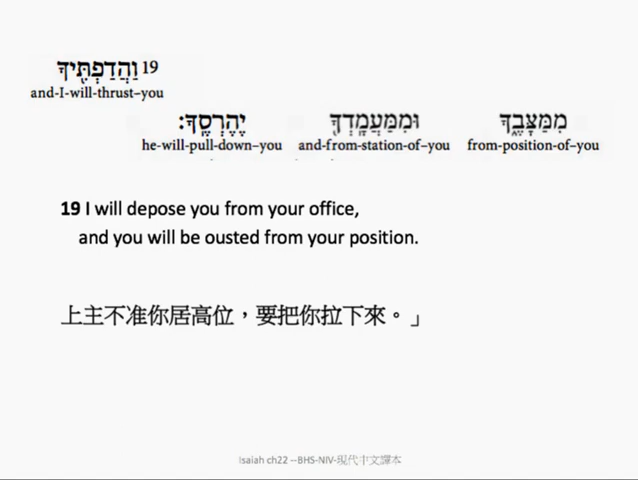 19 וַהֲדַפְתִּ֖יךָ
and-I-will-thrust–you
מִמַּצָּבֶ֑ךָ וּמִמַּעֲמָֽדְךָ֖ יֶהֶרְסֶֽךָ׃
he-will-pull-down–you and-from-station-of–you from-position-of–you
19 I will depose you from your office,
and you will be ousted from your position.
上主不准你居高位，要把你拉下來。」
Isaiah ch22 --BHS-NIV-現代中文譯本